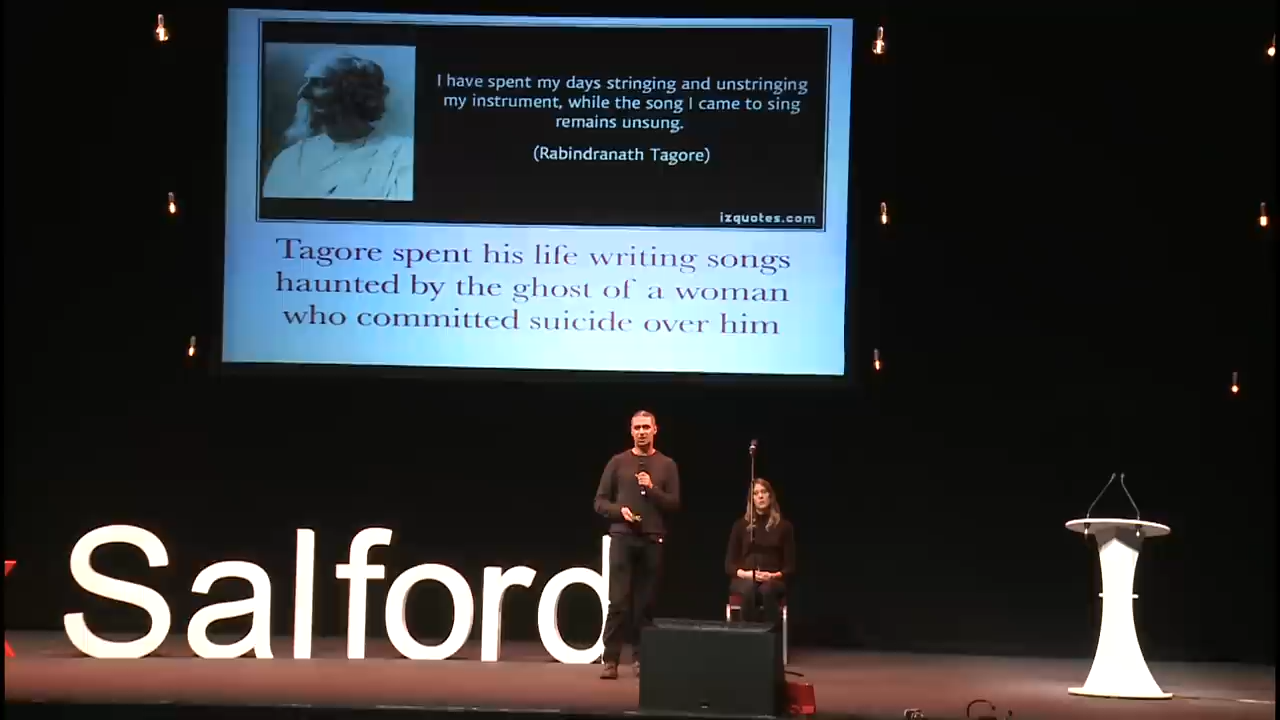 I have spent my days stringing and unstringing
my instrument, while the song I came to sing
remains unsung.
(Rabindranath Tagore)
izquotes.com
Tagore spent his life writing songs
haunted by the ghost of a woman
who committed suicide over him
x Salford